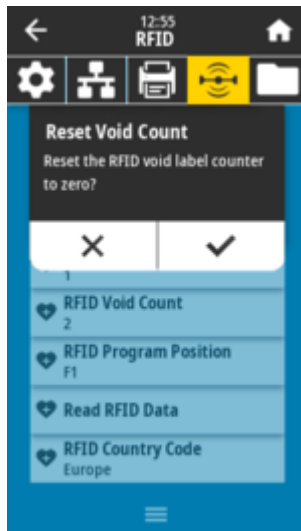 12:55
RFID
Reset Void Count
Reset the RFID void label counter
to zero?
1
RFID Void Count
2
RFID Program Position
F1
Read RFID Data
RFID Country Code
Europe